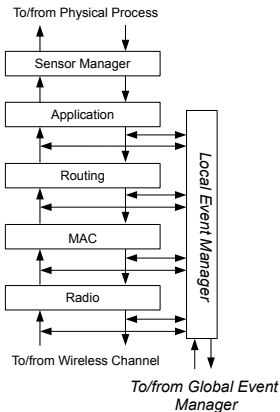 To/from Physical Process
Sensor Manager
Application
Routing
MAC
Radio
To/from Wireless Channel
Local Event Manager
To/from Global Event
Manager